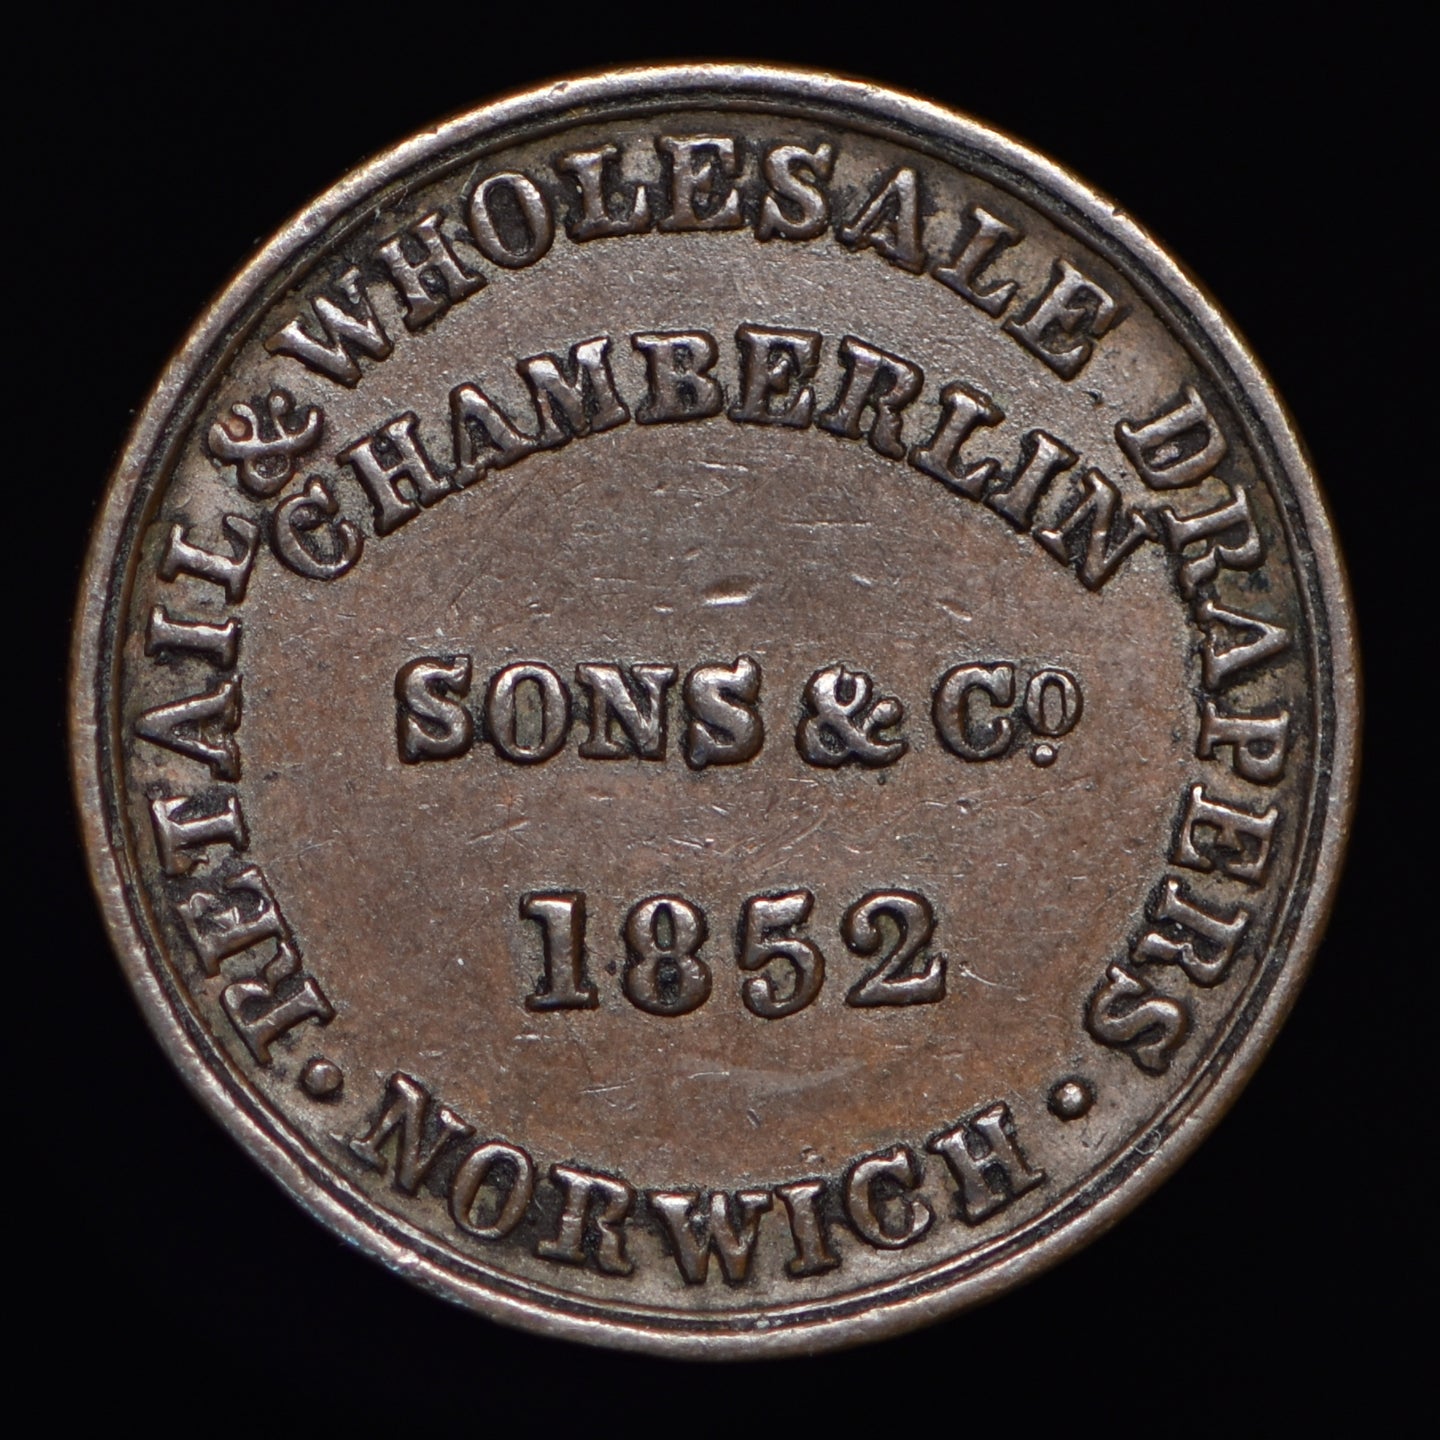 RETAIL & WHOLESALE DRAPERS
CHAMBERLIN
SONS & Cº
1852
· NORWICH ·